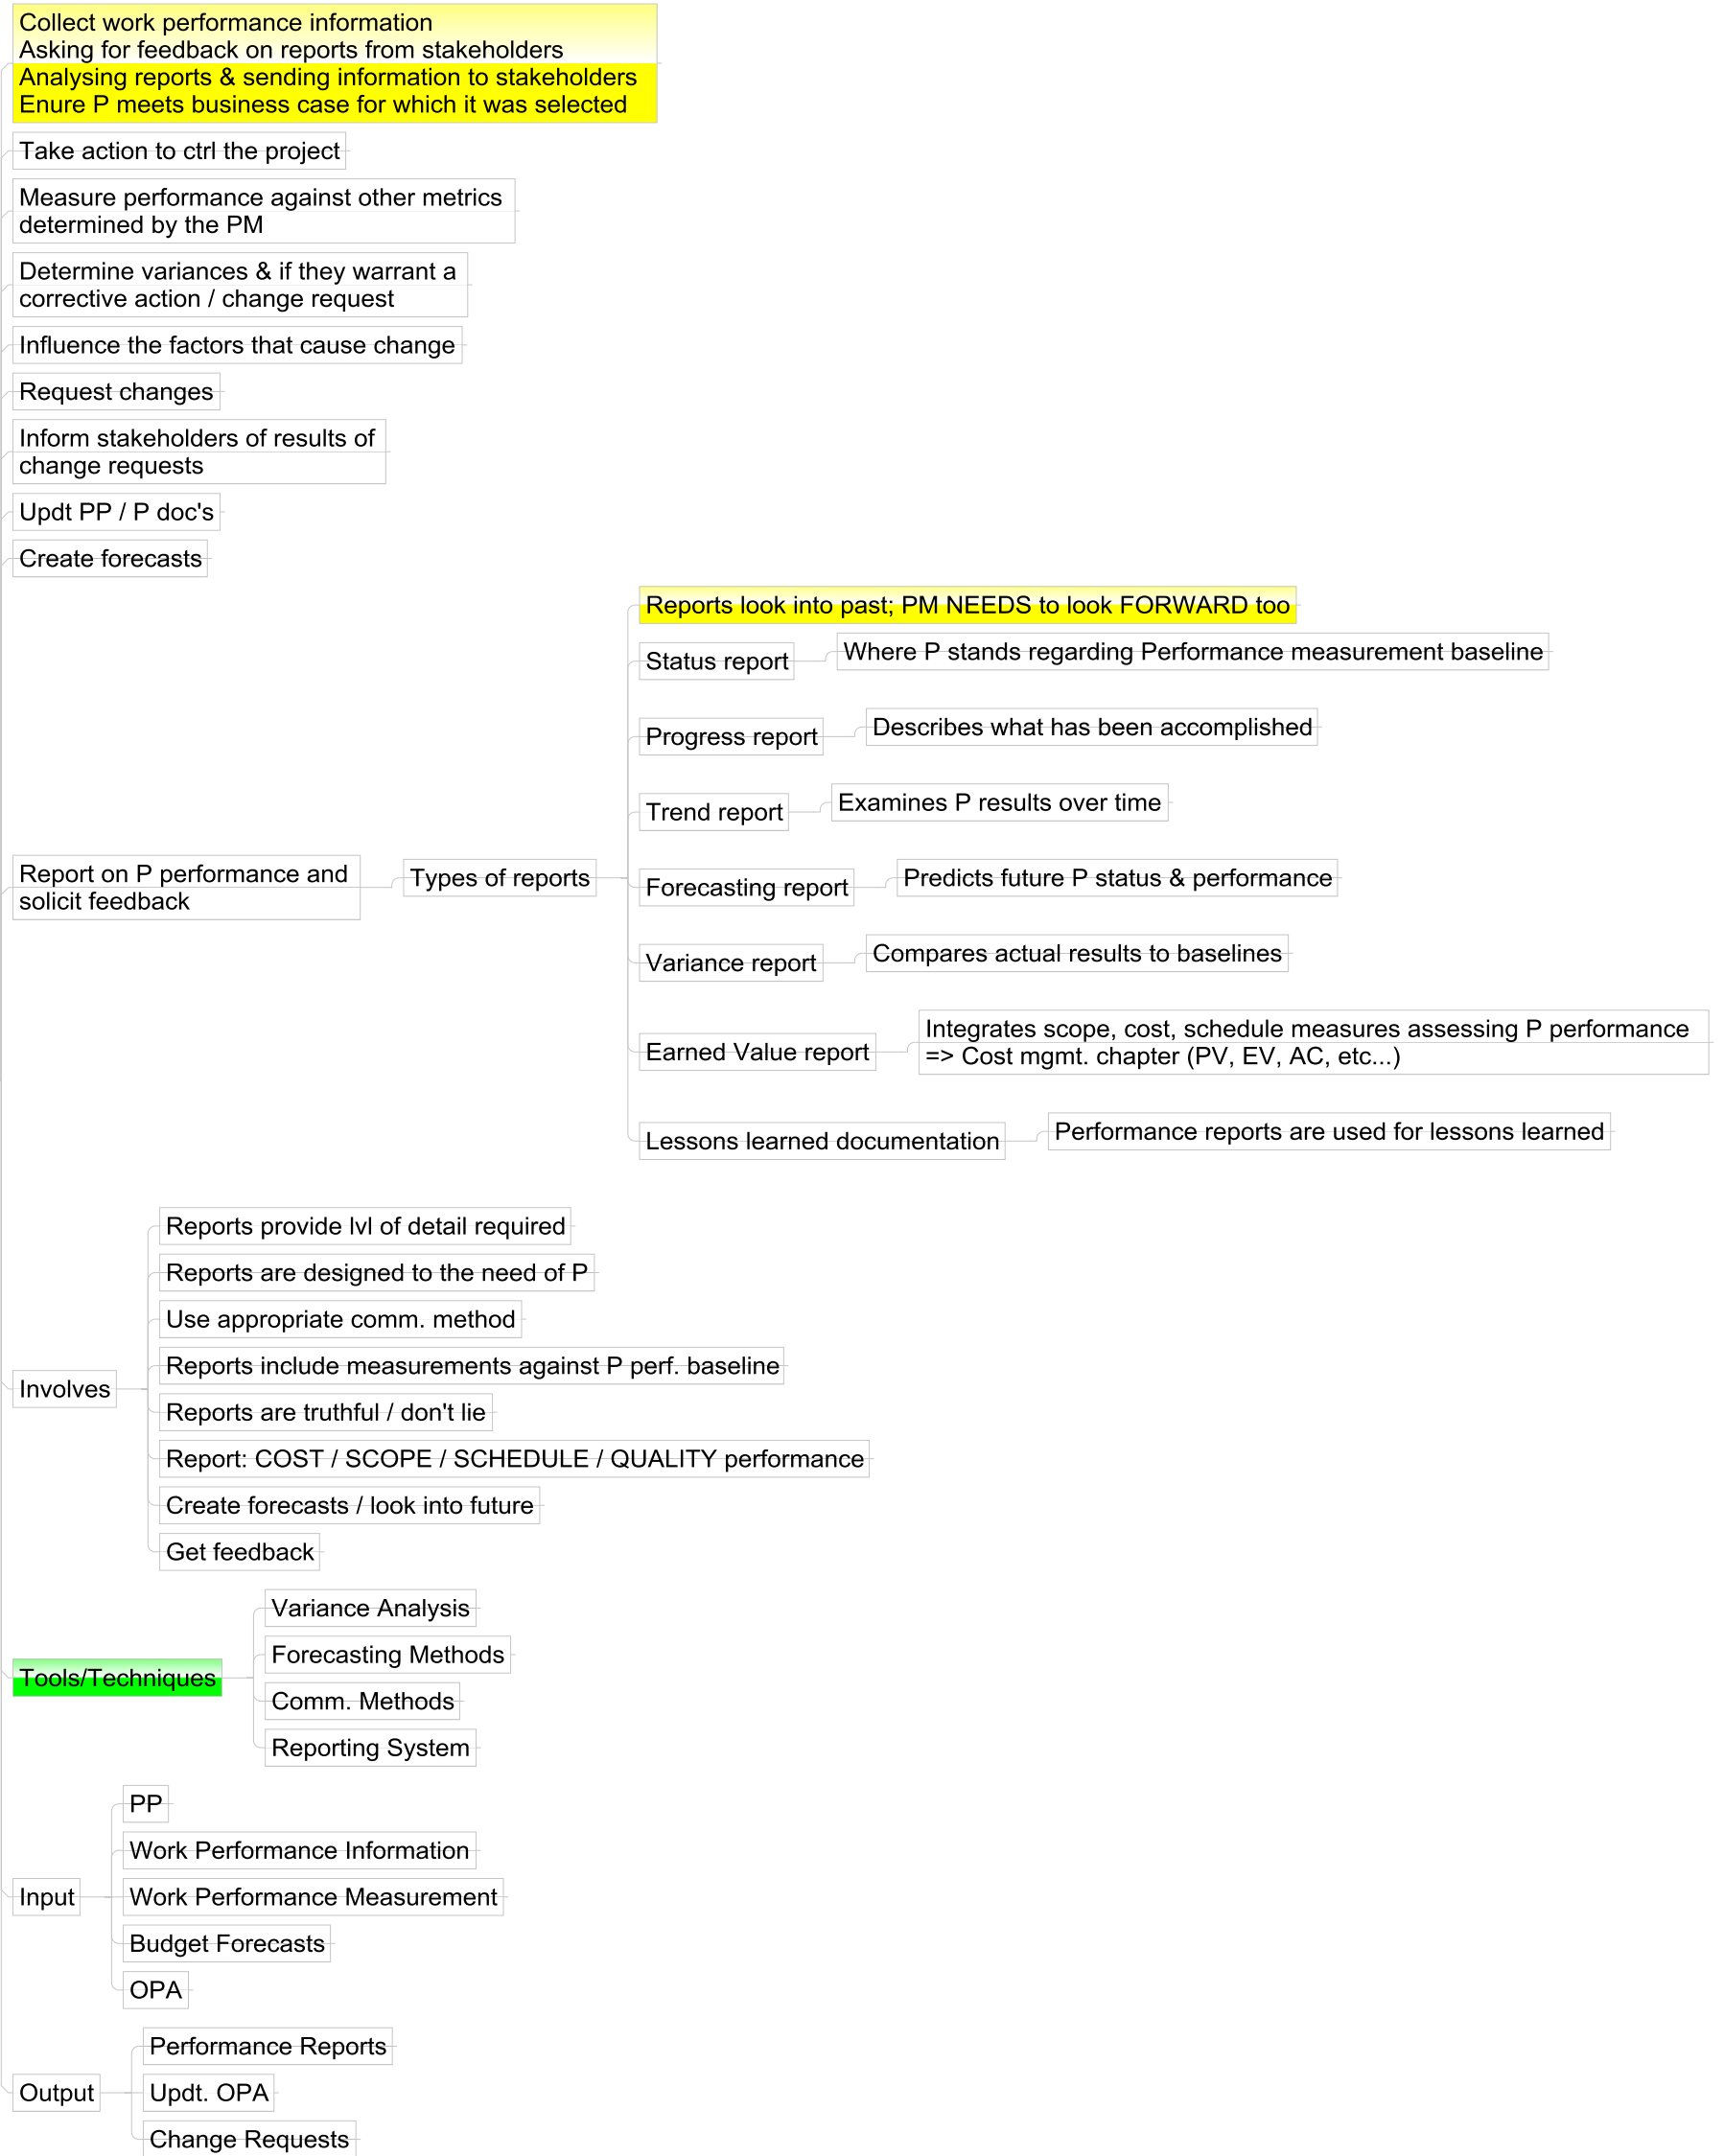 Collect work performance information
Asking for feedback on reports from stakeholders
Analysing reports & sending information to stakeholders
Enure P meets business case for which it was selected
Take action to ctrl the project
Measure performance against other metrics
determined by the PM
Determine variances & if they warrant a
corrective action / change request
Influence the factors that cause change
Request changes
Inform stakeholders of results of
change requests
Updt PP / P doc's
Create forecasts
Report on P performance and
solicit feedback
Types of reports
Reports look into past; PM NEEDS to look FORWARD too
Status report
Where P stands regarding Performance measurement baseline
Progress report
Describes what has been accomplished
Trend report
Examines P results over time
Forecasting report
Predicts future P status & performance
Variance report
Compares actual results to baselines
Earned Value report
Integrates scope, cost, schedule measures assessing P performance
=> Cost mgmt. chapter (PV, EV, AC, etc...)
Lessons learned documentation
Performance reports are used for lessons learned
Involves
Reports provide lvl of detail required
Reports are designed to the need of P
Use appropriate comm. method
Reports include measurements against P perf. baseline
Reports are truthful / don't lie
Report: COST / SCOPE / SCHEDULE / QUALITY performance
Create forecasts / look into future
Get feedback
Tools/Techniques
Variance Analysis
Forecasting Methods
Comm. Methods
Reporting System
Input
PP
Work Performance Information
Work Performance Measurement
Budget Forecasts
OPA
Output
Performance Reports
Updt. OPA
Change Requests